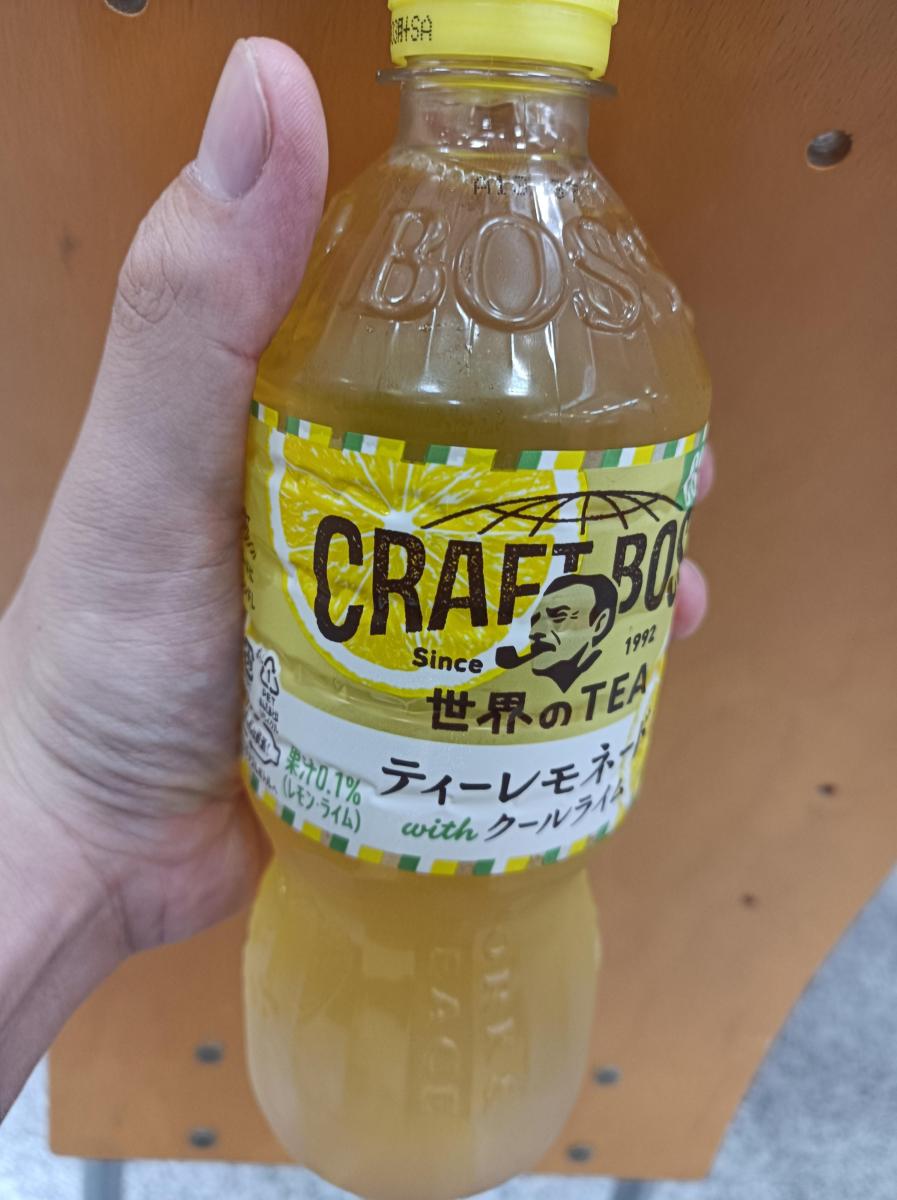 BOSS
CRAFT BOSS
Since 1992
世界のTEA
ティーレモネード
with クールライム
果汁0.1%
(レモン・ライム)
PET